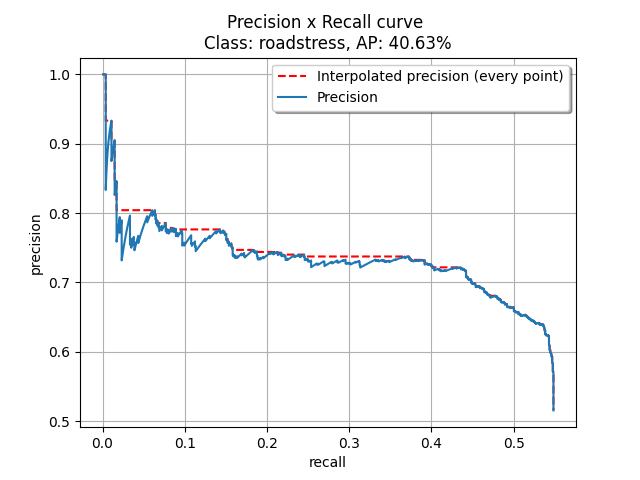 Precision x Recall curve
Class: roadstress, AP: 40.63%
Interpolated precision (every point)
Precision
1.0
0.9
0.8
0.7
0.6
0.5
precision
0.0 0.1 0.2 0.3 0.4 0.5
recall